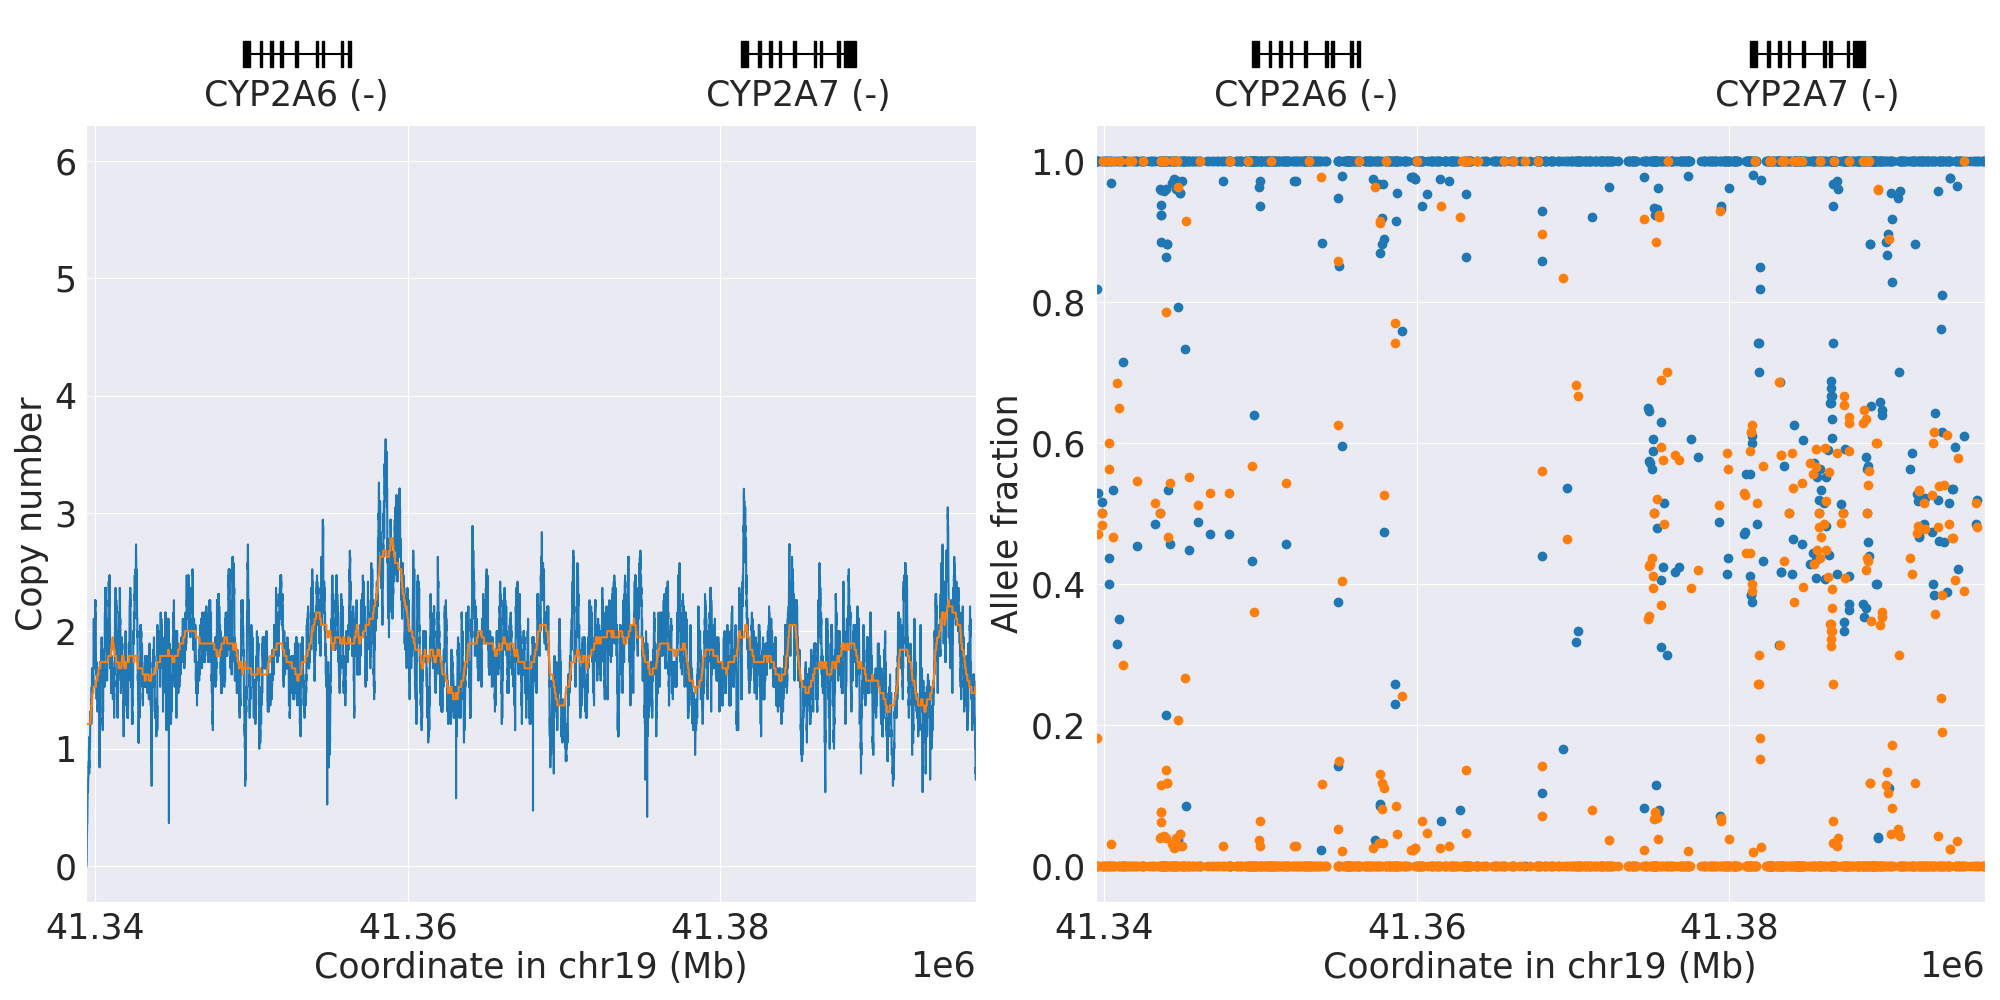 CYP2A6 (-)
CYP2A7 (-)
6
5
4
3
2
1
0
Copy number
41.34
41.36
41.38
Coordinate in chr19 (Mb)
1e6
CYP2A6 (-)
CYP2A7 (-)
1.0
0.8
0.6
0.4
0.2
0.0
Allele fraction
41.34
41.36
41.38
Coordinate in chr19 (Mb)
1e6